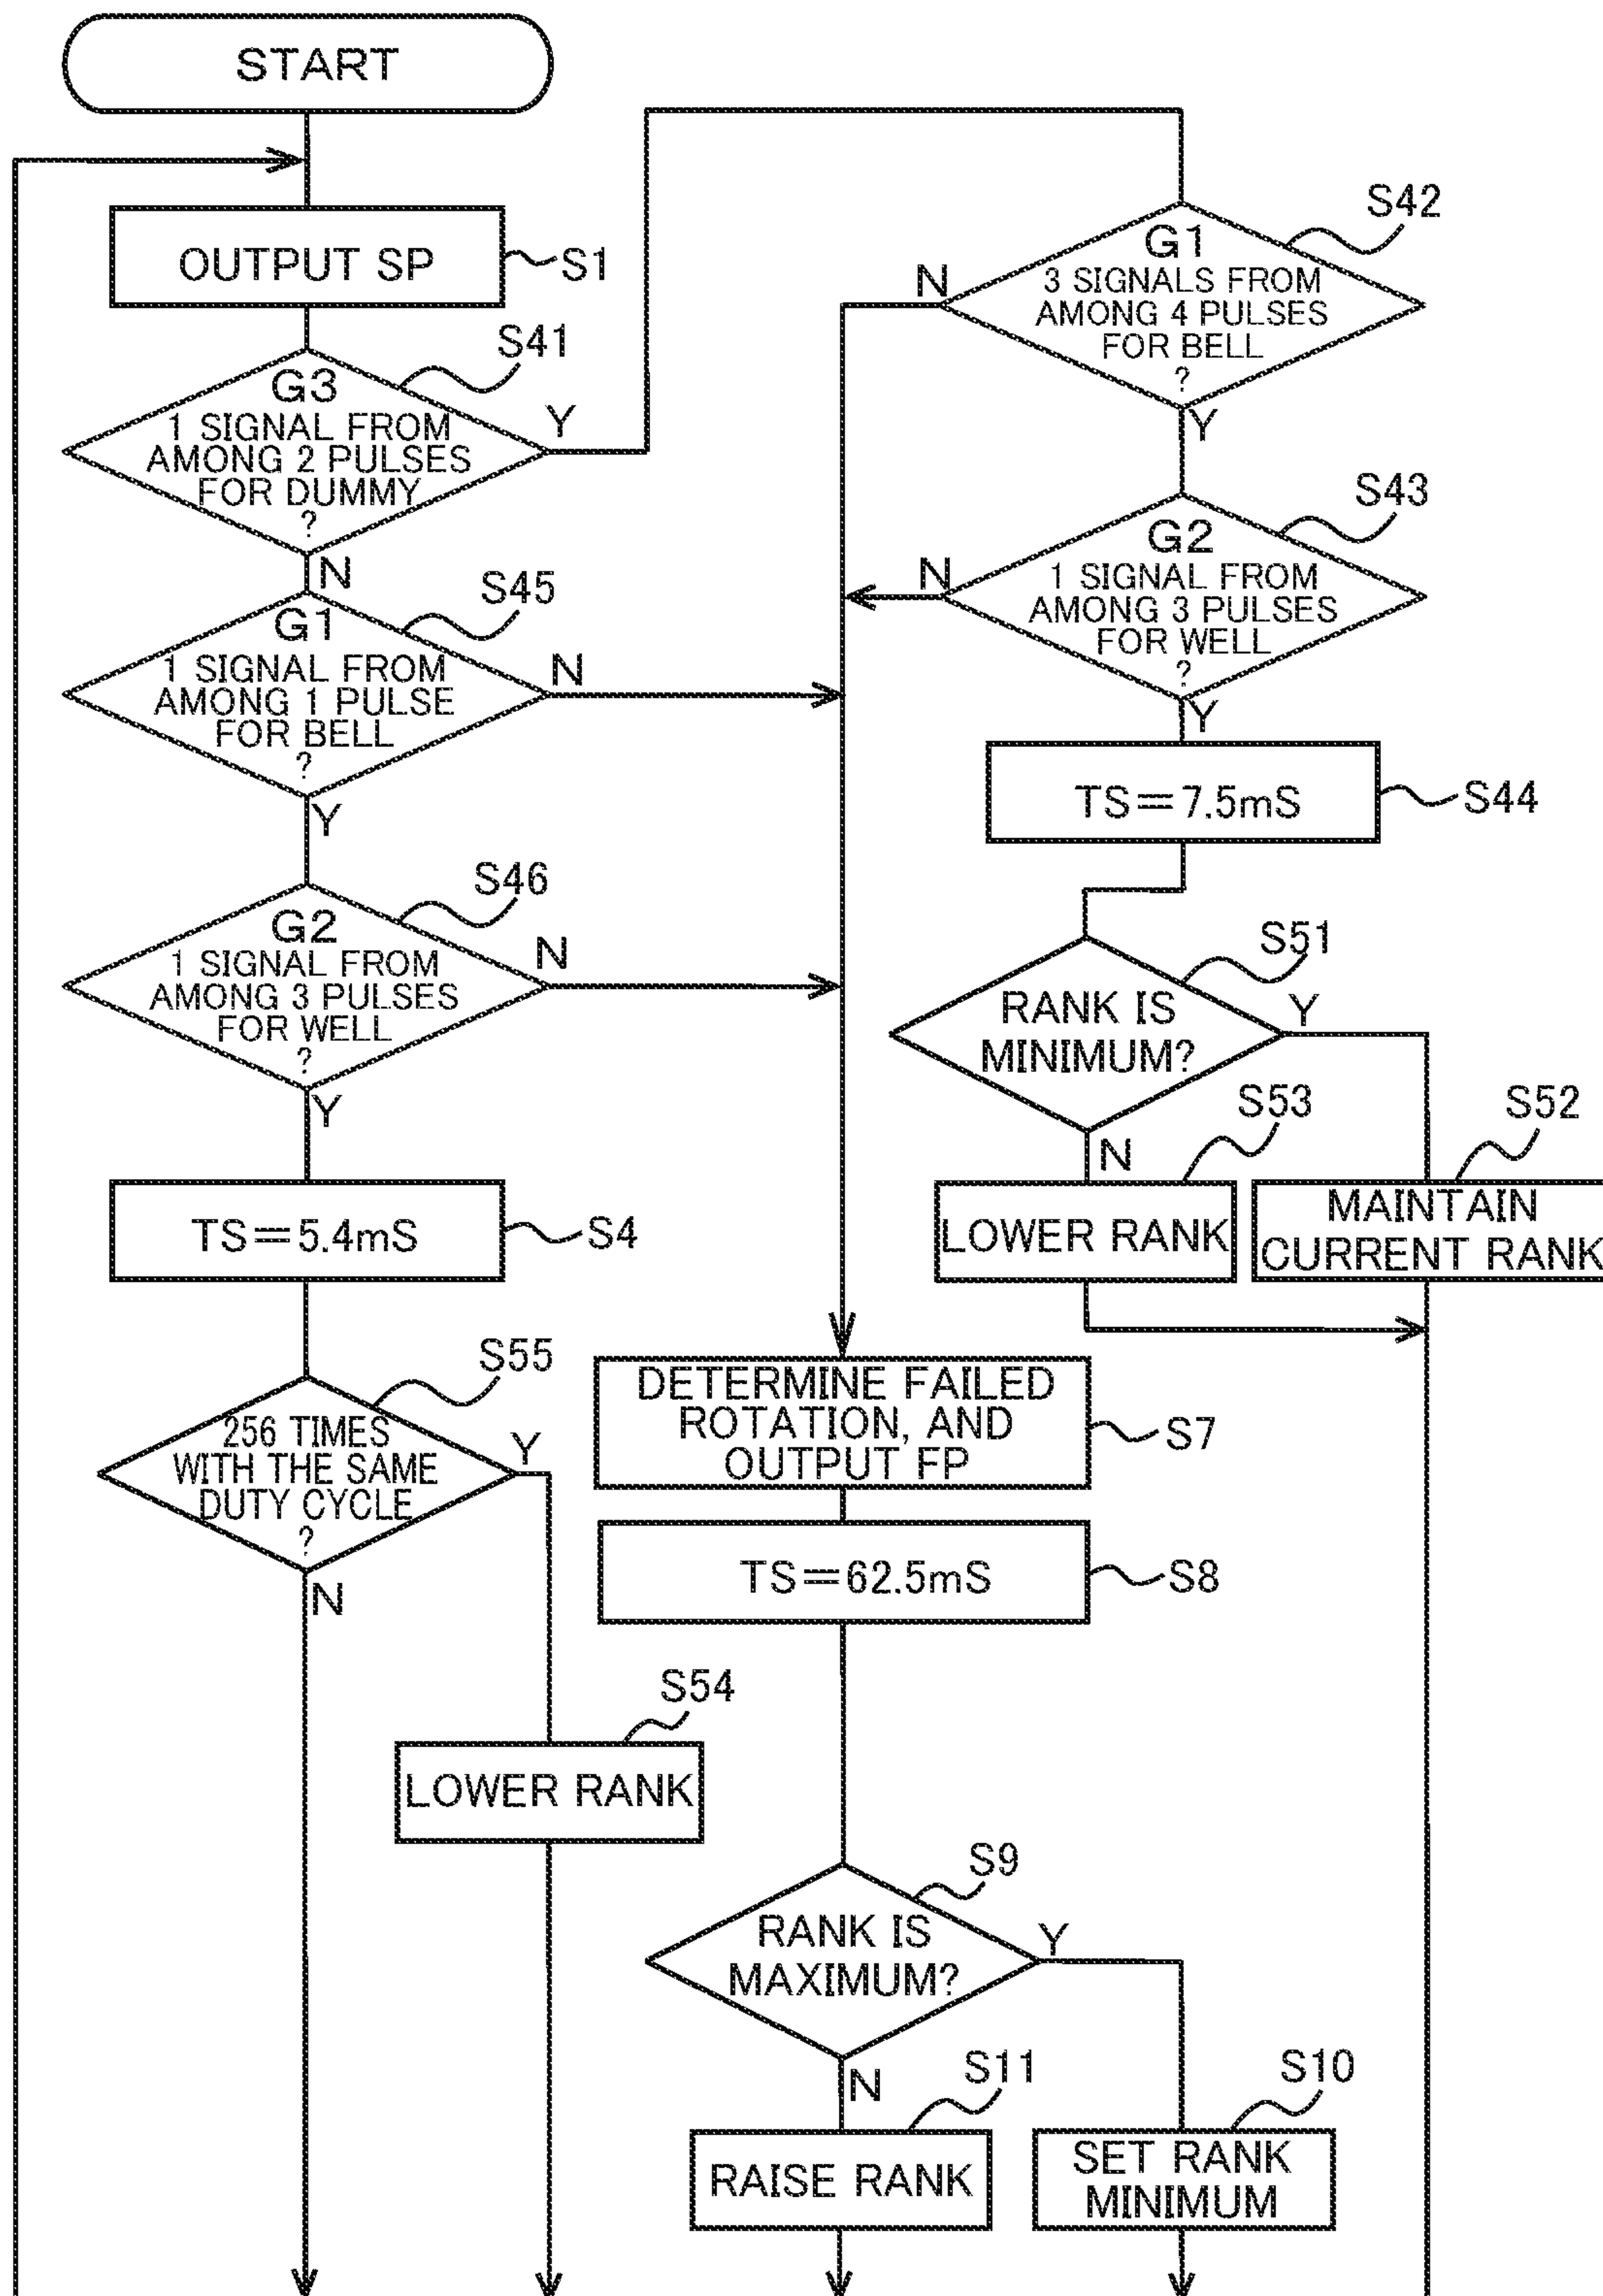 START
OUTPUT SP
S1
S41
G3
1 SIGNAL FROM
AMONG 2 PULSES
FOR DUMMY
?
Y
N
S42
G1
3 SIGNALS FROM
AMONG 4 PULSES
FOR BELL
?
N
Y
S43
G2
1 SIGNAL FROM
AMONG 3 PULSES
FOR WELL
?
N
Y
TS=7.5mS
S44
S45
G1
1 SIGNAL FROM
AMONG 1 PULSE
FOR BELL
?
N
Y
S46
G2
1 SIGNAL FROM
AMONG 3 PULSES
FOR WELL
?
N
Y
TS=5.4mS
S4
S51
RANK IS
MINIMUM?
Y
N
S53
LOWER RANK
S52
MAINTAIN
CURRENT RANK
S55
256 TIMES
WITH THE SAME
DUTY CYCLE
?
Y
N
S54
LOWER RANK
DETERMINE FAILED
ROTATION, AND
OUTPUT FP
S7
TS=62.5mS
S8
S9
RANK IS
MAXIMUM?
Y
N
S11
RAISE RANK
S10
SET RANK
MINIMUM